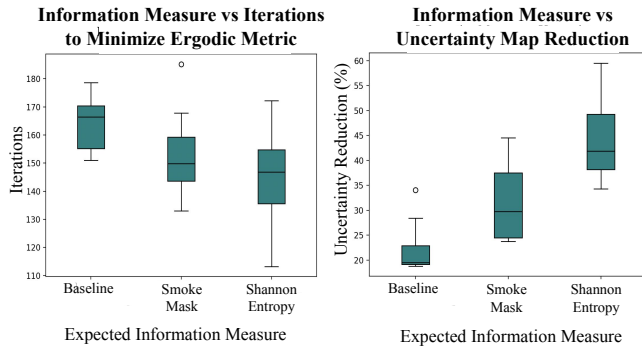 Information Measure vs Iterations
to Minimize Ergodic Metric
Iterations
180
170
160
150
140
130
120
110
Baseline
Smoke
Mask
Shannon
Entropy
Expected Information Measure
Information Measure vs
Uncertainty Map Reduction
Uncertainty Reduction (%)
60
55
50
45
40
35
30
25
20
Baseline
Smoke
Mask
Shannon
Entropy
Expected Information Measure